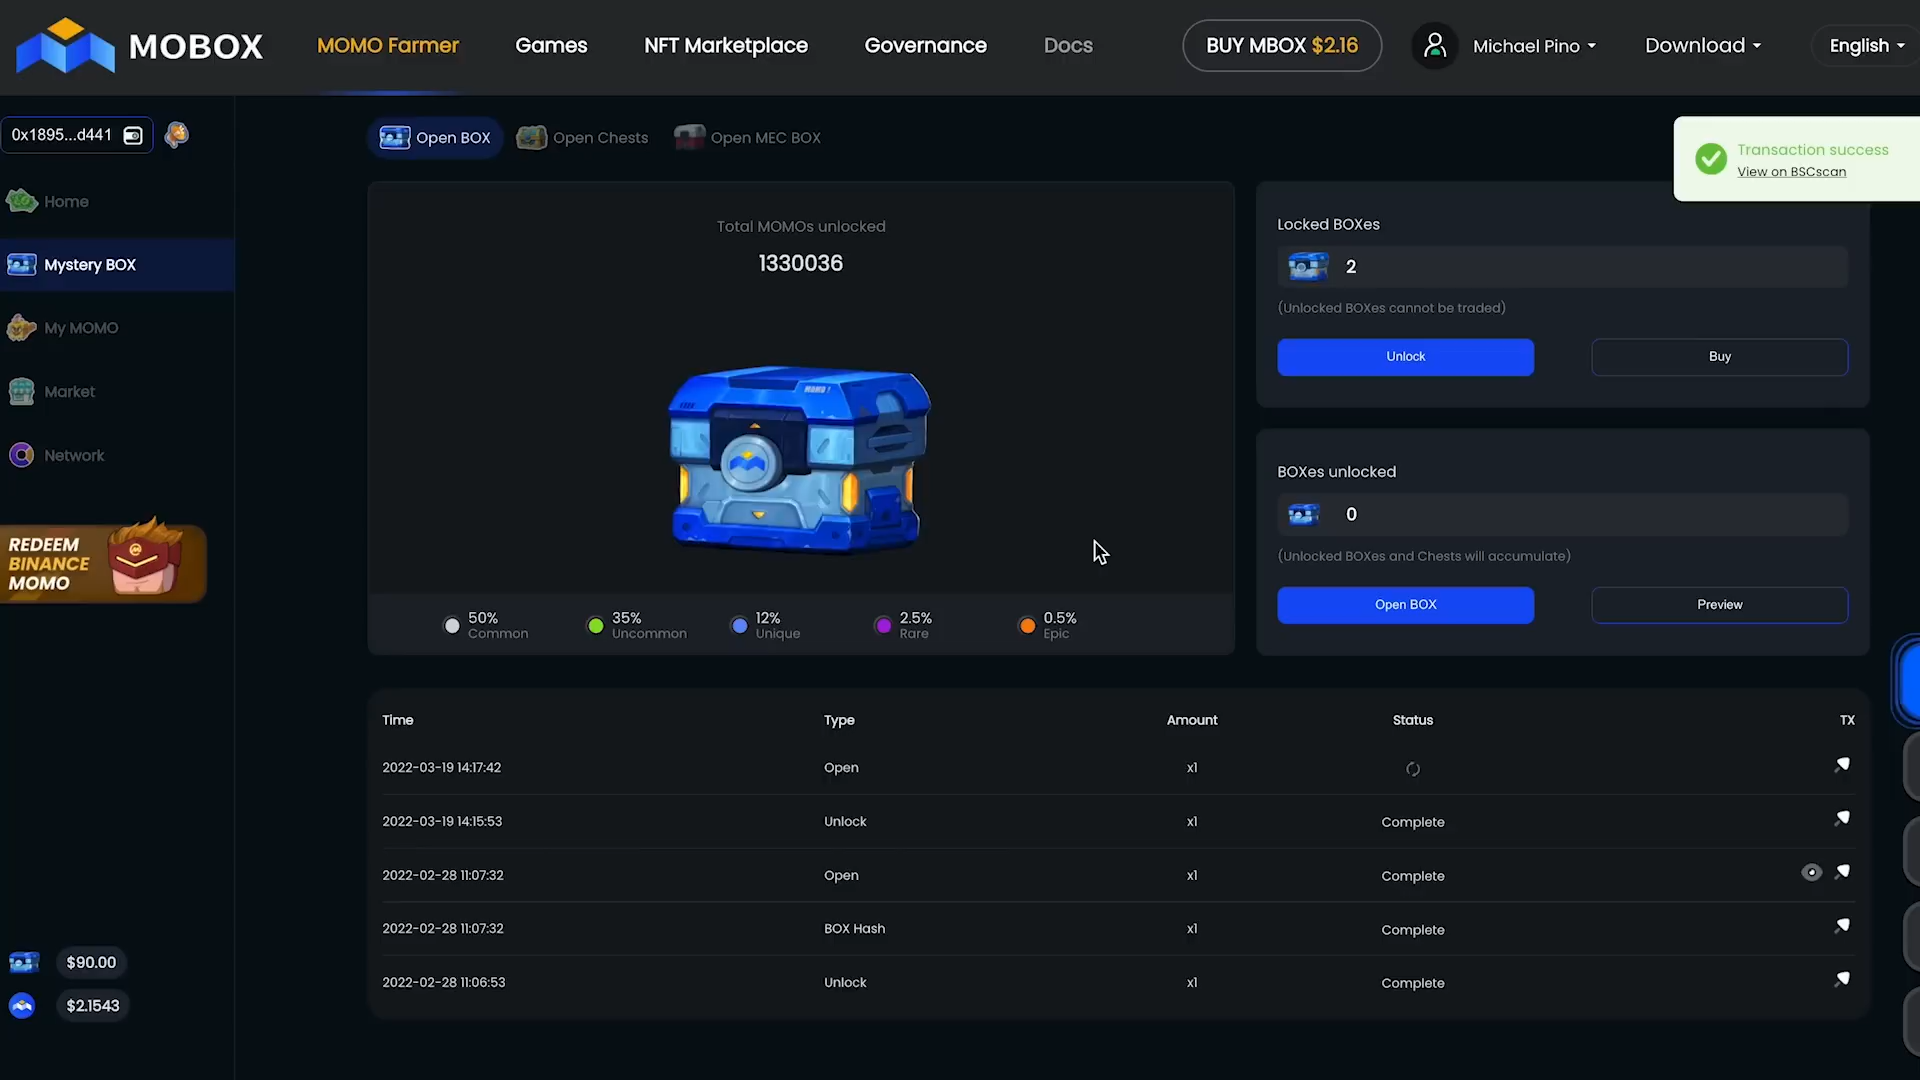 MOBOX
MOMO Farmer
Games
NFT Marketplace
Governance
Docs
BUY MBOX $2.16
Michael Pino
Download
English
0x1895...d441
Home
Mystery BOX
My MOMO
Market
Network
REDEEM
BINANCE
MOMO
$90.00
$2.1543
Open BOX
Open Chests
Open MEC BOX
Transaction success
View on BSCscan
Total MOMOs unlocked
1330036
MOMO !
50%
Common
35%
Uncommon
12%
Unique
2.5%
Rare
0.5%
Epic
Locked BOXes
2
(Unlocked BOXes cannot be traded)
Unlock
Buy
BOXes unlocked
0
(Unlocked BOXes and Chests will accumulate)
Open BOX
Preview
Time Type Amount Status TX
2022-03-19 14:17:42 Open x1
2022-03-19 14:15:53 Unlock x1 Complete
2022-02-28 11:07:32 Open x1 Complete
2022-02-28 11:07:32 BOX Hash x1 Complete
2022-02-28 11:06:53 Unlock x1 Complete